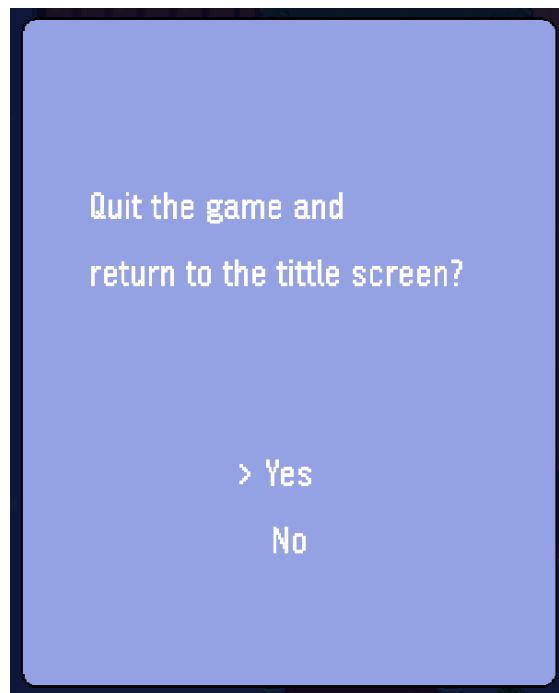 Quit the game and
return to the tittle screen?
> Yes
No